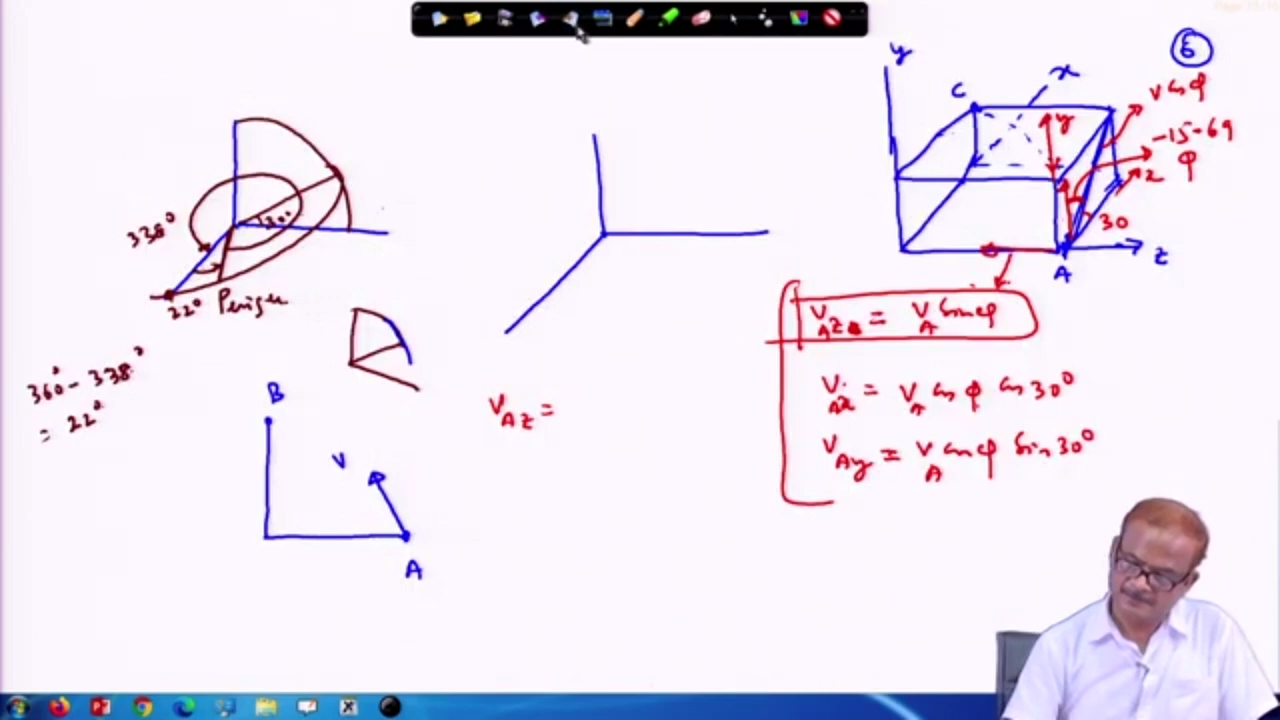 6
y
C
x
V cos φ
y
-15-69
φ
x
30
z
A
338°
30°
22° Perigee
360° - 338°
= 22°
B
V
A
V_AZ =
V_AZ = V_A Sin φ
V_Ax = V_A cos φ cos 30°
V_Ay = V_A cos φ Sin 30°